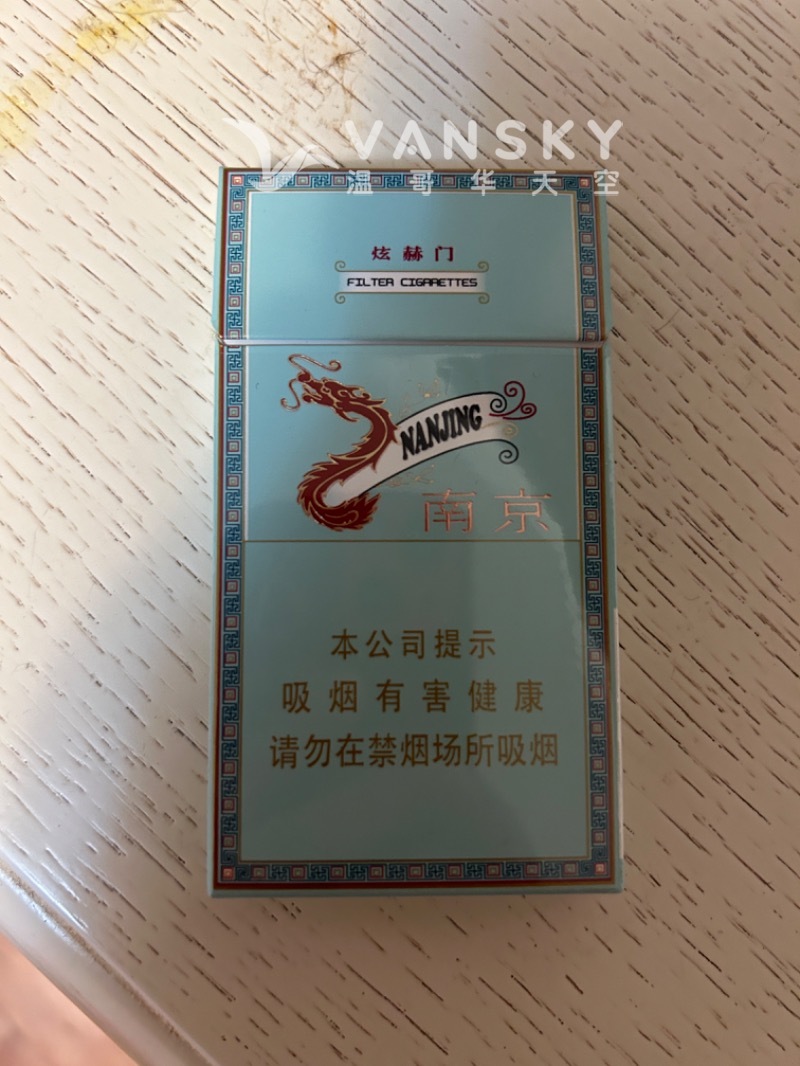 VANSKY
温哥华天空
炫赫门
FILTER CIGARETTES
NANJING
南京
本公司提示
吸烟有害健康
请勿在禁烟场所吸烟